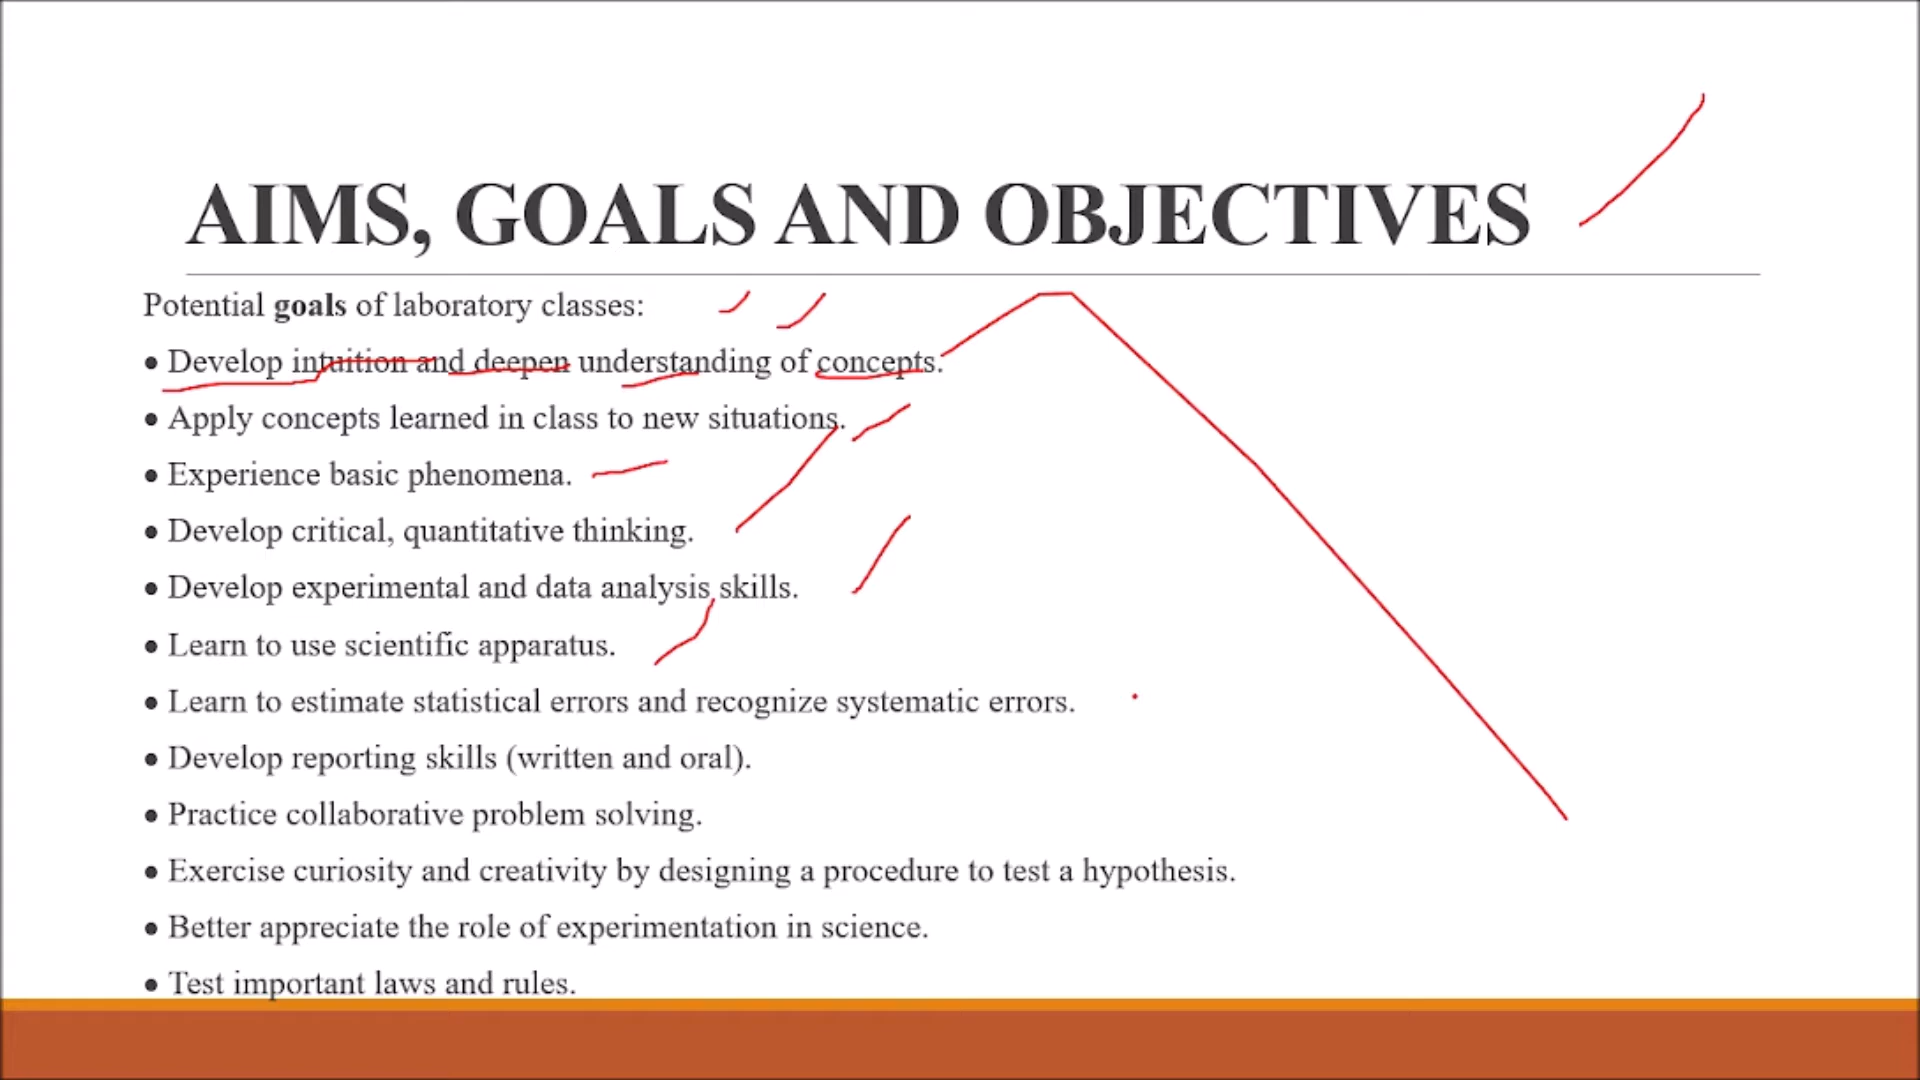 AIMS, GOALS AND OBJECTIVES
Potential goals of laboratory classes:
● Develop intuition and deepen understanding of concepts.
● Apply concepts learned in class to new situations.
● Experience basic phenomena.
● Develop critical, quantitative thinking.
● Develop experimental and data analysis skills.
● Learn to use scientific apparatus.
● Learn to estimate statistical errors and recognize systematic errors.
● Develop reporting skills (written and oral).
● Practice collaborative problem solving.
● Exercise curiosity and creativity by designing a procedure to test a hypothesis.
● Better appreciate the role of experimentation in science.
● Test important laws and rules.